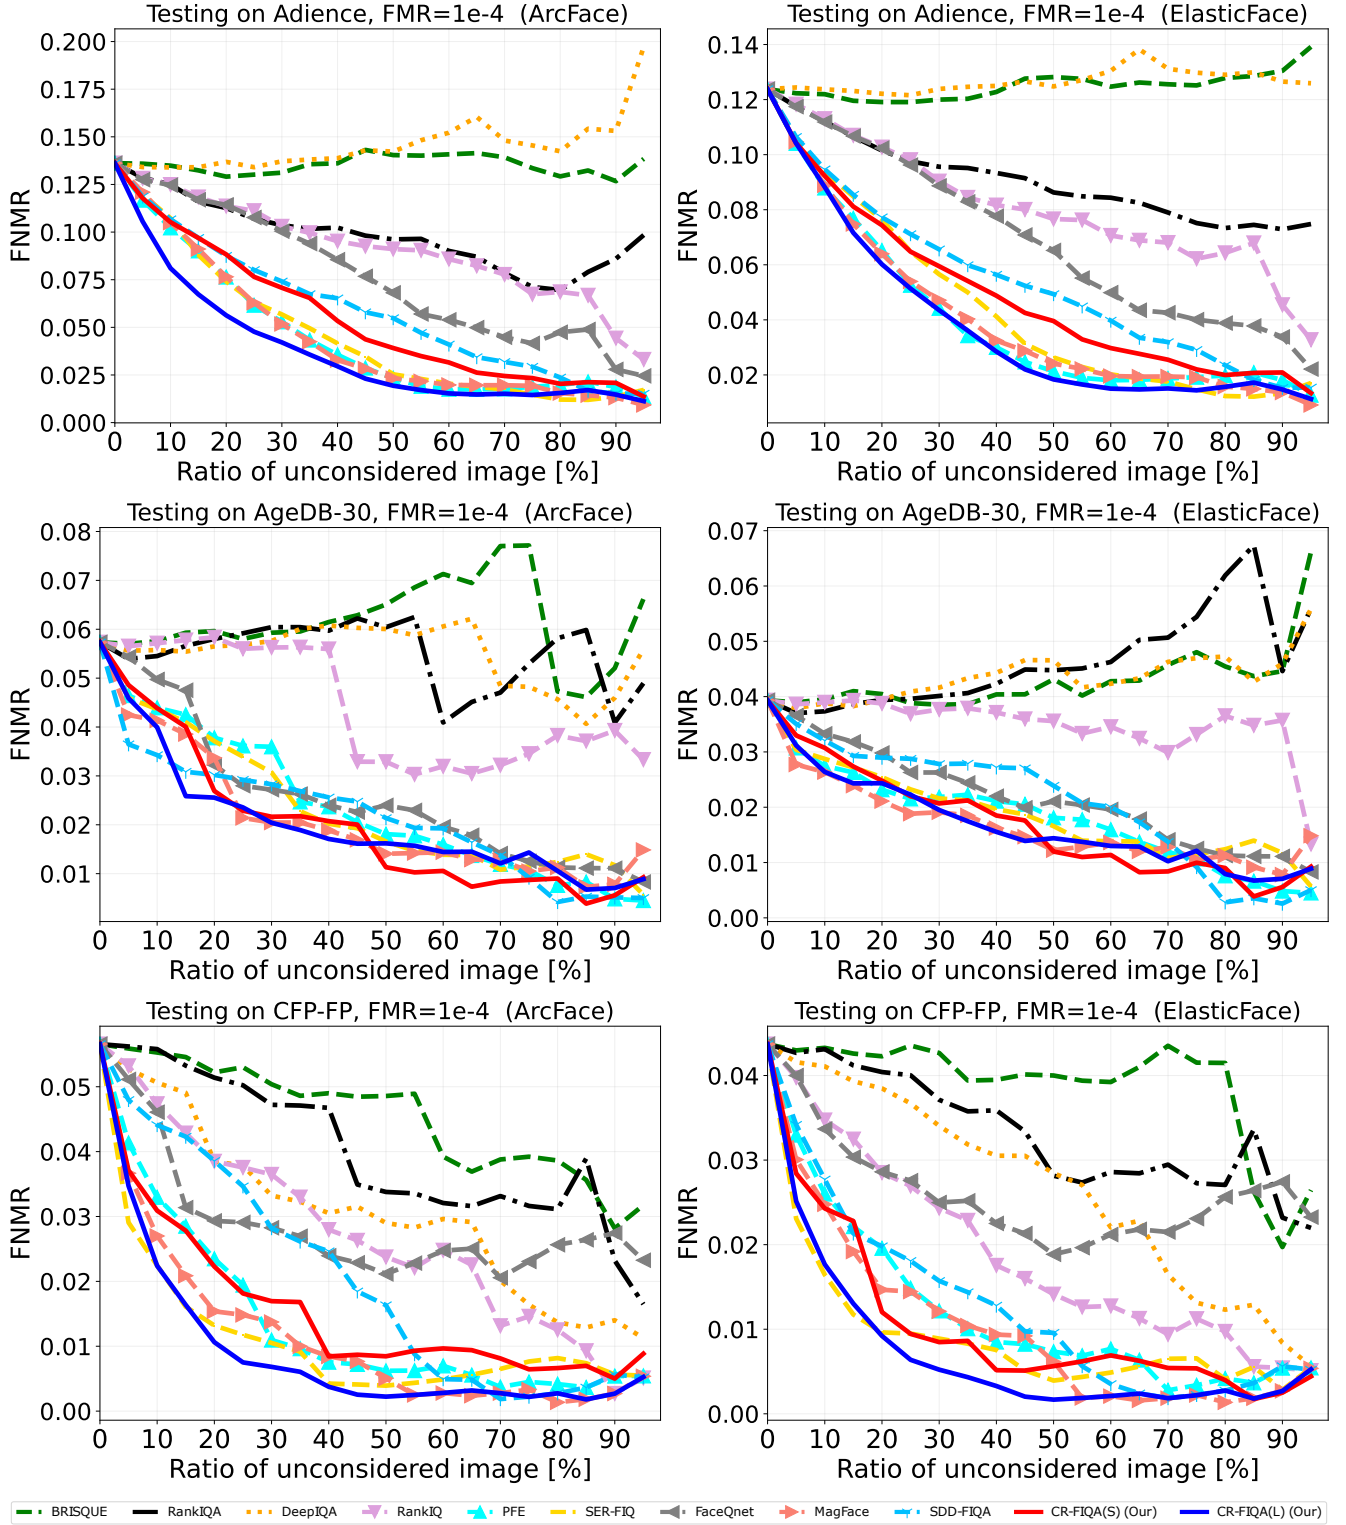 Testing on Adience, FMR=1e-4 (ArcFace)
FNMR
0.200
0.175
0.150
0.125
0.100
0.075
0.050
0.025
0.000
0 10 20 30 40 50 60 70 80 90
Ratio of unconsidered image [%]
Testing on Adience, FMR=1e-4 (ElasticFace)
FNMR
0.14
0.12
0.10
0.08
0.06
0.04
0.02
0 10 20 30 40 50 60 70 80 90
Ratio of unconsidered image [%]
Testing on AgeDB-30, FMR=1e-4 (ArcFace)
FNMR
0.08
0.07
0.06
0.05
0.04
0.03
0.02
0.01
0 10 20 30 40 50 60 70 80 90
Ratio of unconsidered image [%]
Testing on AgeDB-30, FMR=1e-4 (ElasticFace)
FNMR
0.07
0.06
0.05
0.04
0.03
0.02
0.01
0.00
0 10 20 30 40 50 60 70 80 90
Ratio of unconsidered image [%]
Testing on CFP-FP, FMR=1e-4 (ArcFace)
FNMR
0.05
0.04
0.03
0.02
0.01
0.00
0 10 20 30 40 50 60 70 80 90
Ratio of unconsidered image [%]
Testing on CFP-FP, FMR=1e-4 (ElasticFace)
FNMR
0.04
0.03
0.02
0.01
0.00
0 10 20 30 40 50 60 70 80 90
Ratio of unconsidered image [%]
BRISQUE RankIQA DeepIQA RankIQ PFE SER-FIQ FaceQnet MagFace SDD-FIQA CR-FIQA(S) (Our) CR-FIQA(L) (Our)